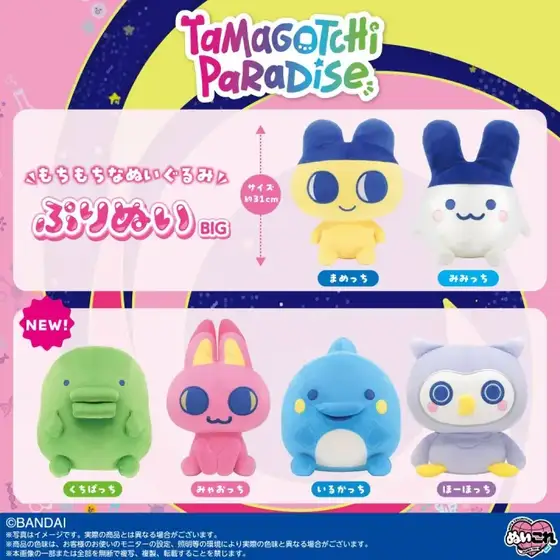 TAMAGOTCHI
PARADISE
もちもちなぬいぐるみ
ぷりぬい BIG
サイズ
約31cm
まめっち
みみっち
NEW!
くちぱっち
みゃおっち
いるかっち
ほーほっち
©BANDAI
※写真はイメージです。実際の商品とは異なる場合がございます。
※商品の色味は、お客様のお使いのモニターの設定、照明等の環境により実際の色味と異なる場合がございます。
※画像の一部または全部を無断で複写、複製、転載することを禁じます。
ぬいこれ